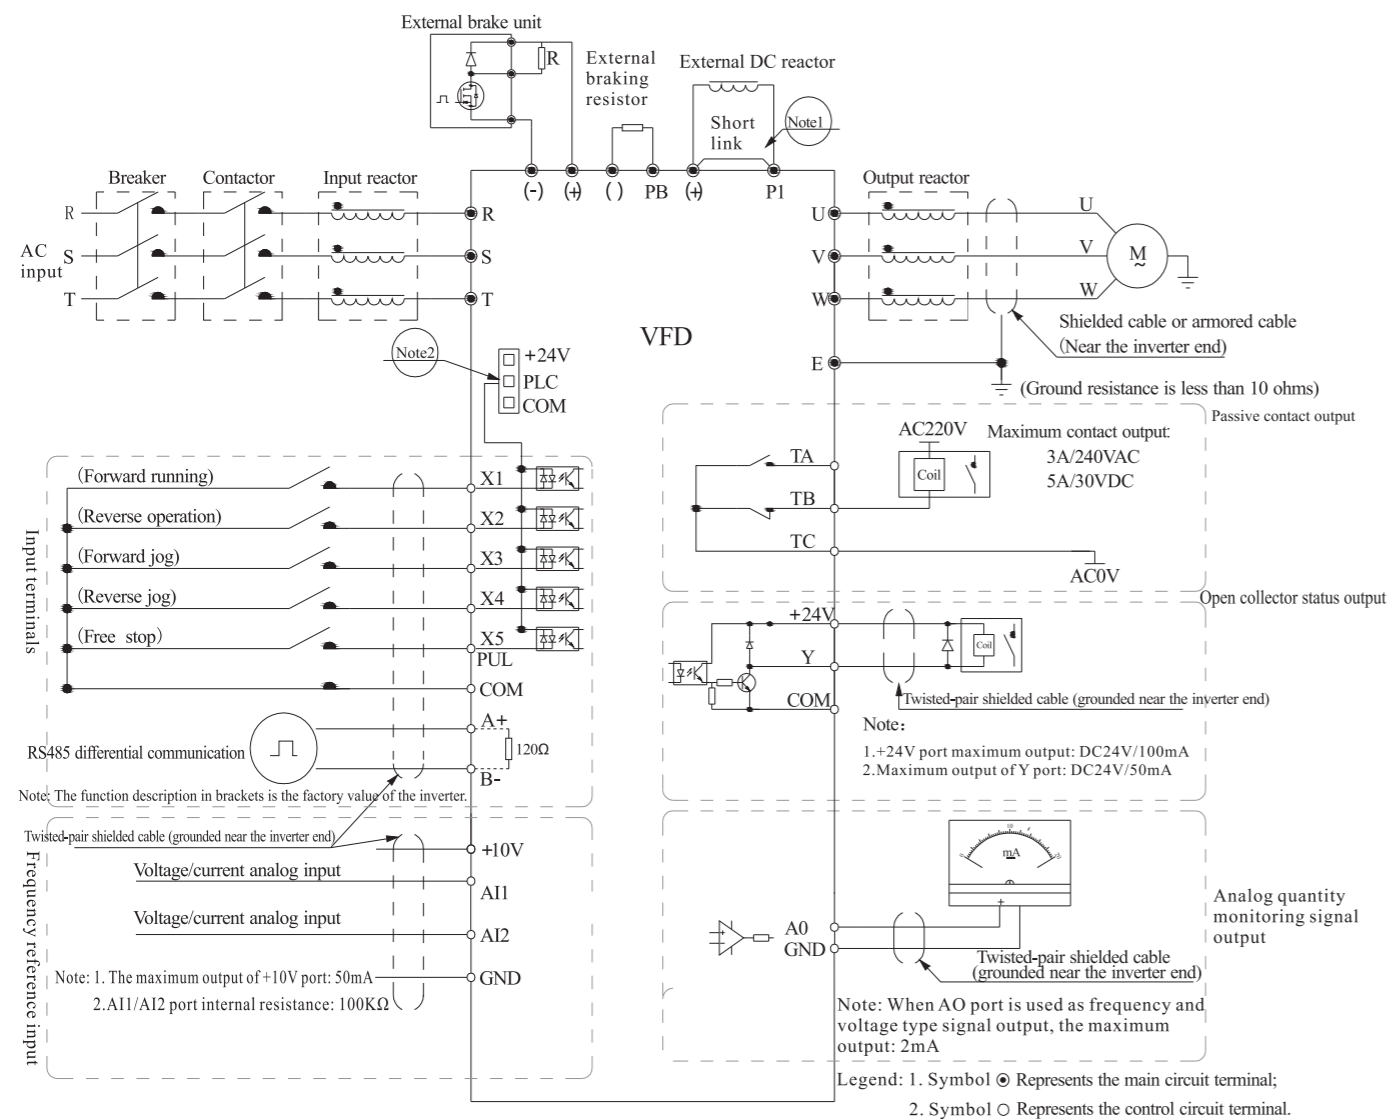 External brake unit
R
External
braking
resistor
External DC reactor
Short
link
Note1
(-)
(+)
( )
PB
(+)
P1
Breaker
Contactor
Input reactor
Output reactor
R
R
U
U
AC
input
S
S
V
V
M
~
T
T
W
W
VFD
Shielded cable or armored cable
(Near the inverter end)
E
(Ground resistance is less than 10 ohms)
Note2
+24V
PLC
COM
Passive contact output
AC220V
Maximum contact output:
3A/240VAC
5A/30VDC
Coil
TA
TB
TC
AC0V
Input terminals
(Forward running)
X1
(Reverse operation)
X2
(Forward jog)
X3
(Reverse jog)
X4
(Free stop)
X5
PUL
COM
A+
RS485 differential communication
120Ω
B-
Note: The function description in brackets is the factory value of the inverter.
Open collector status output
+24V
Y
COM
Coil
Twisted-pair shielded cable (grounded near the inverter end)
Note:
1.+24V port maximum output: DC24V/100mA
2.Maximum output of Y port: DC24V/50mA
Twisted-pair shielded cable (grounded near the inverter end)
Frequency reference input
+10V
Voltage/current analog input
AI1
Voltage/current analog input
AI2
Note: 1. The maximum output of +10V port: 50mA
GND
2.AI1/AI2 port internal resistance: 100KΩ
0
10
20
mA
+
A0
GND
Analog quantity
monitoring signal
output
Twisted-pair shielded cable
(grounded near the inverter end)
Note: When AO port is used as frequency and
voltage type signal output, the maximum
output: 2mA
Legend: 1. Symbol ⦿ Represents the main circuit terminal;
2. Symbol ○ Represents the control circuit terminal.